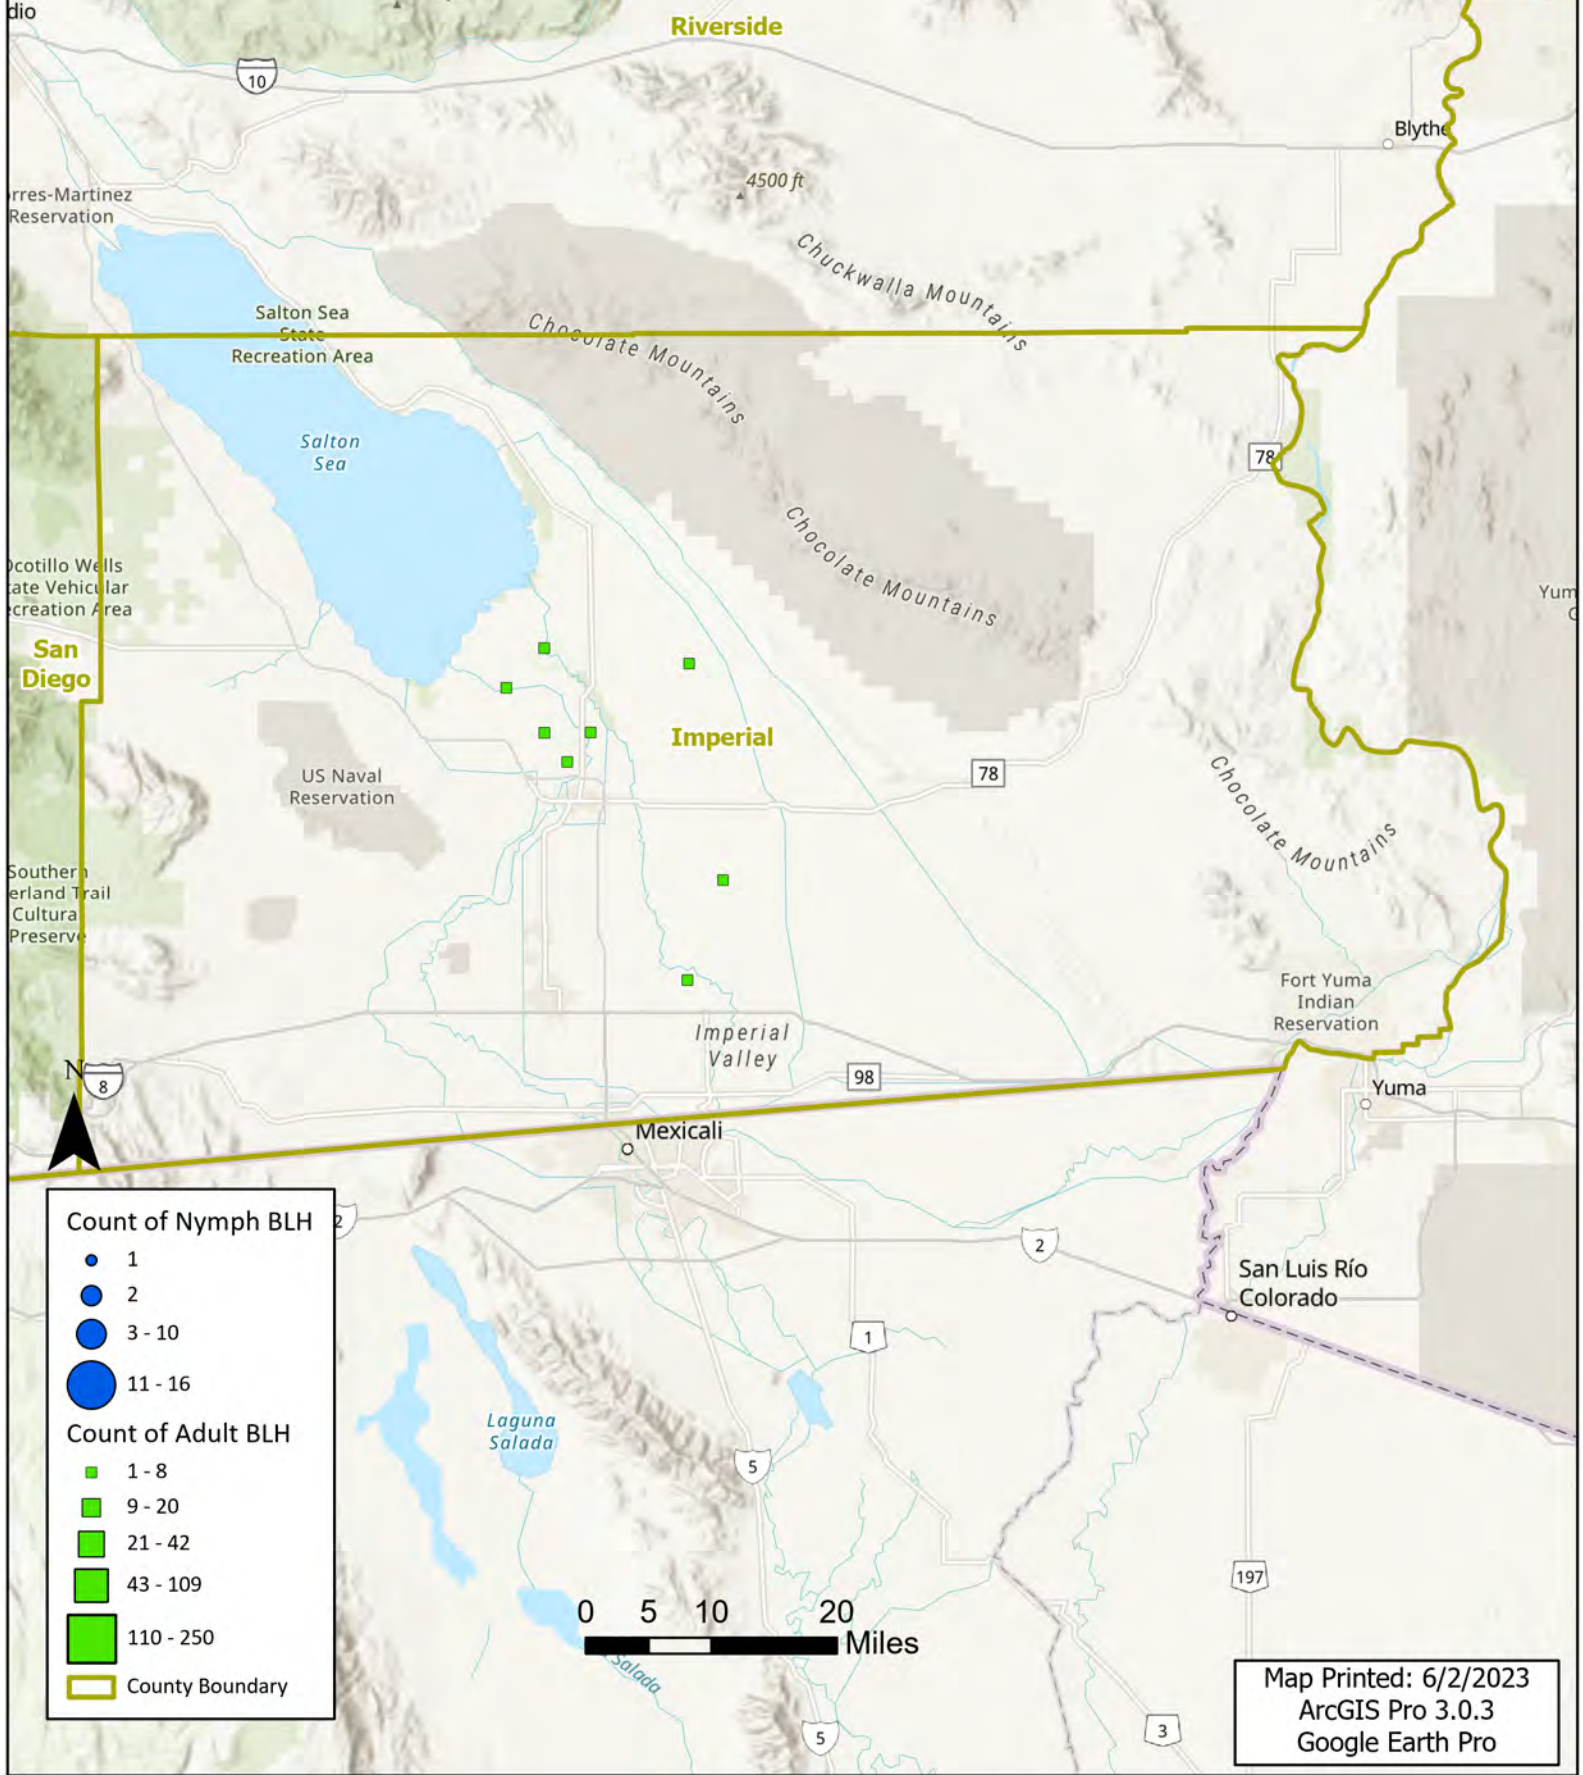 dio
Riverside
10
Blythe
4500 ft
rres-Martinez
Reservation
Chuckwalla Mountains
Salton Sea
State
Recreation Area
Chocolate Mountains
Salton
Sea
78
Chocolate Mountains
Ocotillo Wells
tate Vehicular
ecreation Area
Yum
San
Diego
Imperial
US Naval
Reservation
78
Chocolate Mountains
Southern
erland Trail
Cultura
Preserve
Fort Yuma
Indian
Reservation
Imperial
Valley
N
8
98
Yuma
Mexicali
2
2
San Luis Río
Colorado
1
Laguna
Salada
5
197
Salada
5
3
Count of Nymph BLH
1
2
3 - 10
11 - 16
Count of Adult BLH
1 - 8
9 - 20
21 - 42
43 - 109
110 - 250
County Boundary
0 5 10 20
Miles
Map Printed: 6/2/2023
ArcGIS Pro 3.0.3
Google Earth Pro